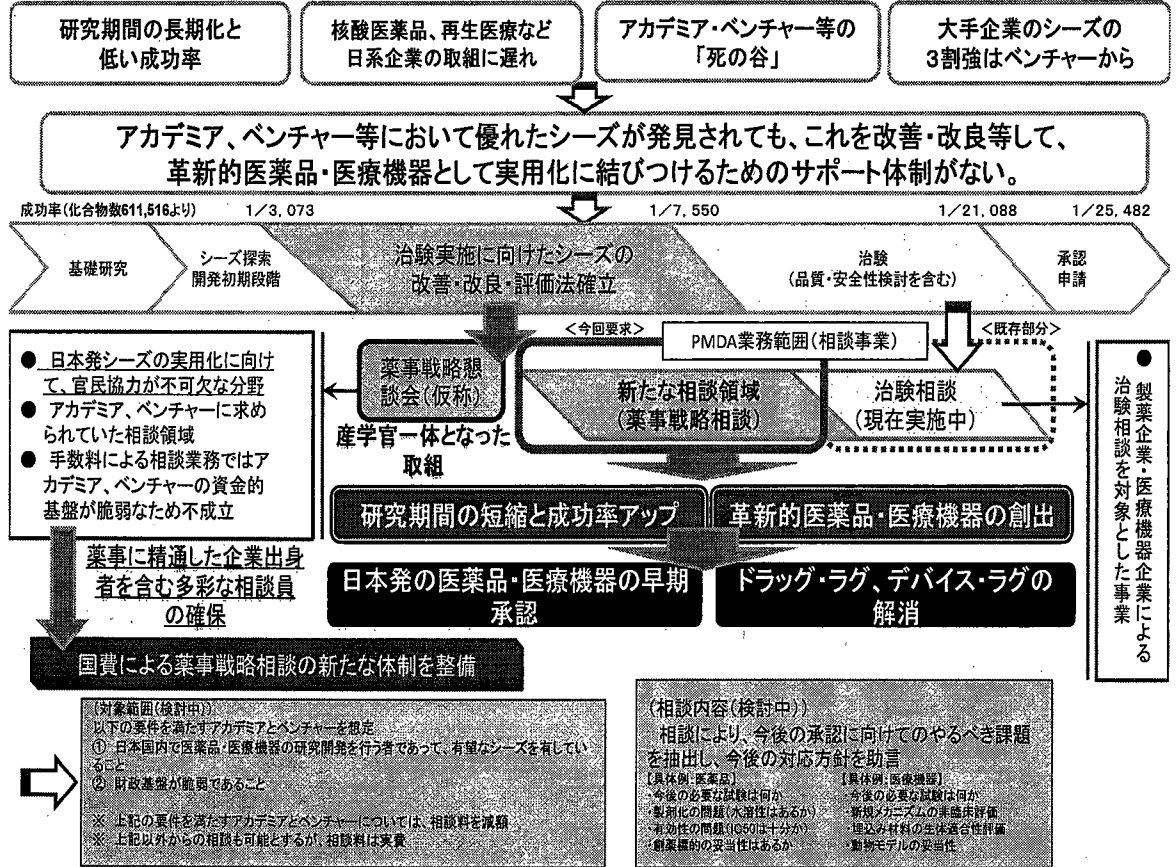 研究期間の長期化と
低い成功率
核酸医薬品、再生医療など
日系企業の取組に遅れ
アカデミア・ベンチャー等の
「死の谷」
大手企業のシーズの
3割強はベンチャーから
アカデミア、ベンチャー等において優れたシーズが発見されても、これを改善・改良等して、
革新的医薬品・医療機器として実用化に結びつけるためのサポート体制がない。
成功率(化合物数611,516より)
1/3,073
1/7,550
1/21,088
1/25,482
基礎研究
シーズ探索
開発初期段階
治験実施に向けたシーズの
改善・改良・評価法確立
治験
(品質・安全性検討を含む)
承認
申請
● 日本発シーズの実用化に向け
て、官民協力が不可欠な分野
● アカデミア、ベンチャーに求め
られていた相談領域
● 手数料による相談業務ではア
カデミア、ベンチャーの資金的
基盤が脆弱なため不成立
薬事戦略懇
談会(仮称)
産学官一体となった
取組
<今回要求>
PMDA業務範囲(相談事業)
<既存部分>
新たな相談領域
(薬事戦略相談)
治験相談
(現在実施中)
● 製薬企業・医療機器企業による
治験相談を対象とした事業
研究期間の短縮と成功率アップ
革新的医薬品・医療機器の創出
日本発の医薬品・医療機器の早期
承認
ドラッグ・ラグ、デバイス・ラグの
解消
薬事に精通した企業出身
者を含む多彩な相談員
の確保
国費による薬事戦略相談の新たな体制を整備
(対象範囲(検討中))
以下の要件を満たすアカデミアとベンチャーを想定
① 日本国内で医薬品・医療機器の研究開発を行う者であって、有望なシーズを有してい
ること
② 財政基盤が脆弱であること
※ 上記の要件を満たすアカデミアとベンチャーについては、相談料を減額
※ 上記以外からの相談も可能とするが、相談料は実費
(相談内容(検討中))
相談により、今後の承認に向けてのやるべき課題
を抽出し、今後の対応方針を助言
【具体例:医薬品】
・今後の必要な試験は何か
・製剤化の問題(水溶性はあるか)
・有効性の問題(IC50は十分か)
・創薬標的の妥当性はあるか
【具体例:医療機器】
・今後の必要な試験は何か
・新規メカニズムの非臨床評価
・埋込み材料の生体適合性評価
・動物モデルの妥当性